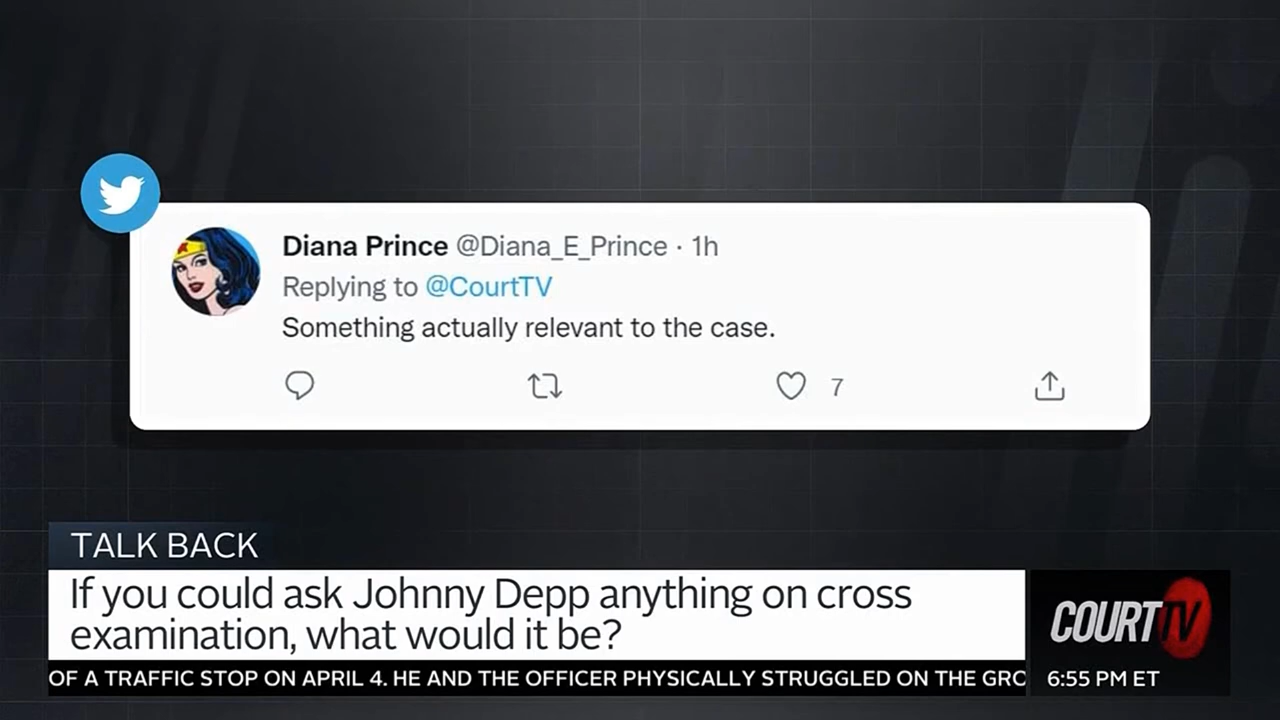 Diana Prince @Diana_E_Prince · 1h
Replying to @CourtTV
Something actually relevant to the case.
7
TALK BACK
If you could ask Johnny Depp anything on cross
examination, what would it be?
COURT TV
OF A TRAFFIC STOP ON APRIL 4. HE AND THE OFFICER PHYSICALLY STRUGGLED ON THE GRO
6:55 PM ET